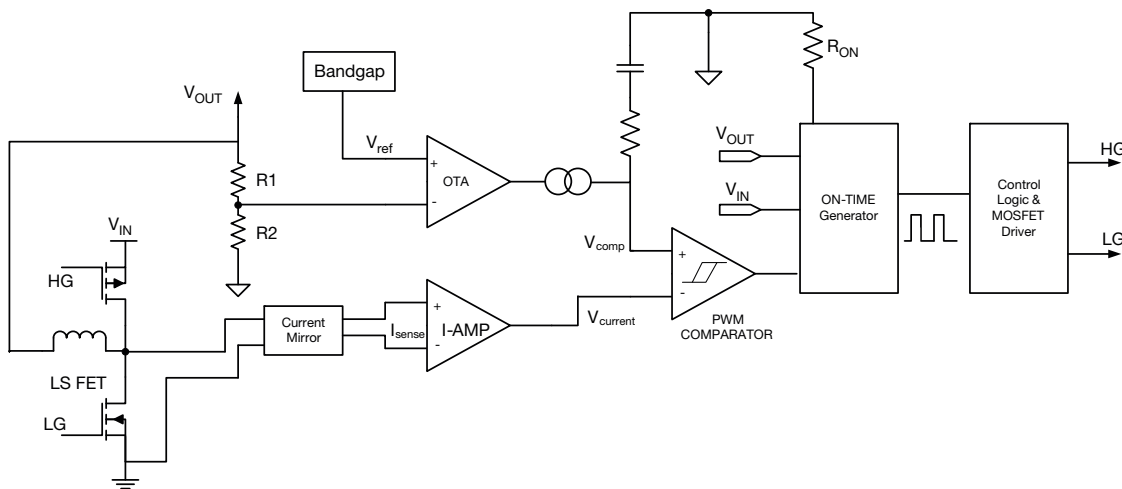 Bandgap
V_OUT
V_ref
R1
R2
V_IN
HG
LS FET
LG
Current
Mirror
I_sense
+
-
OTA
+
-
I-AMP
V_comp
V_current
+
-
PWM
COMPARATOR
R_ON
V_OUT
V_IN
ON-TIME
Generator
Control
Logic &
MOSFET
Driver
HG
LG